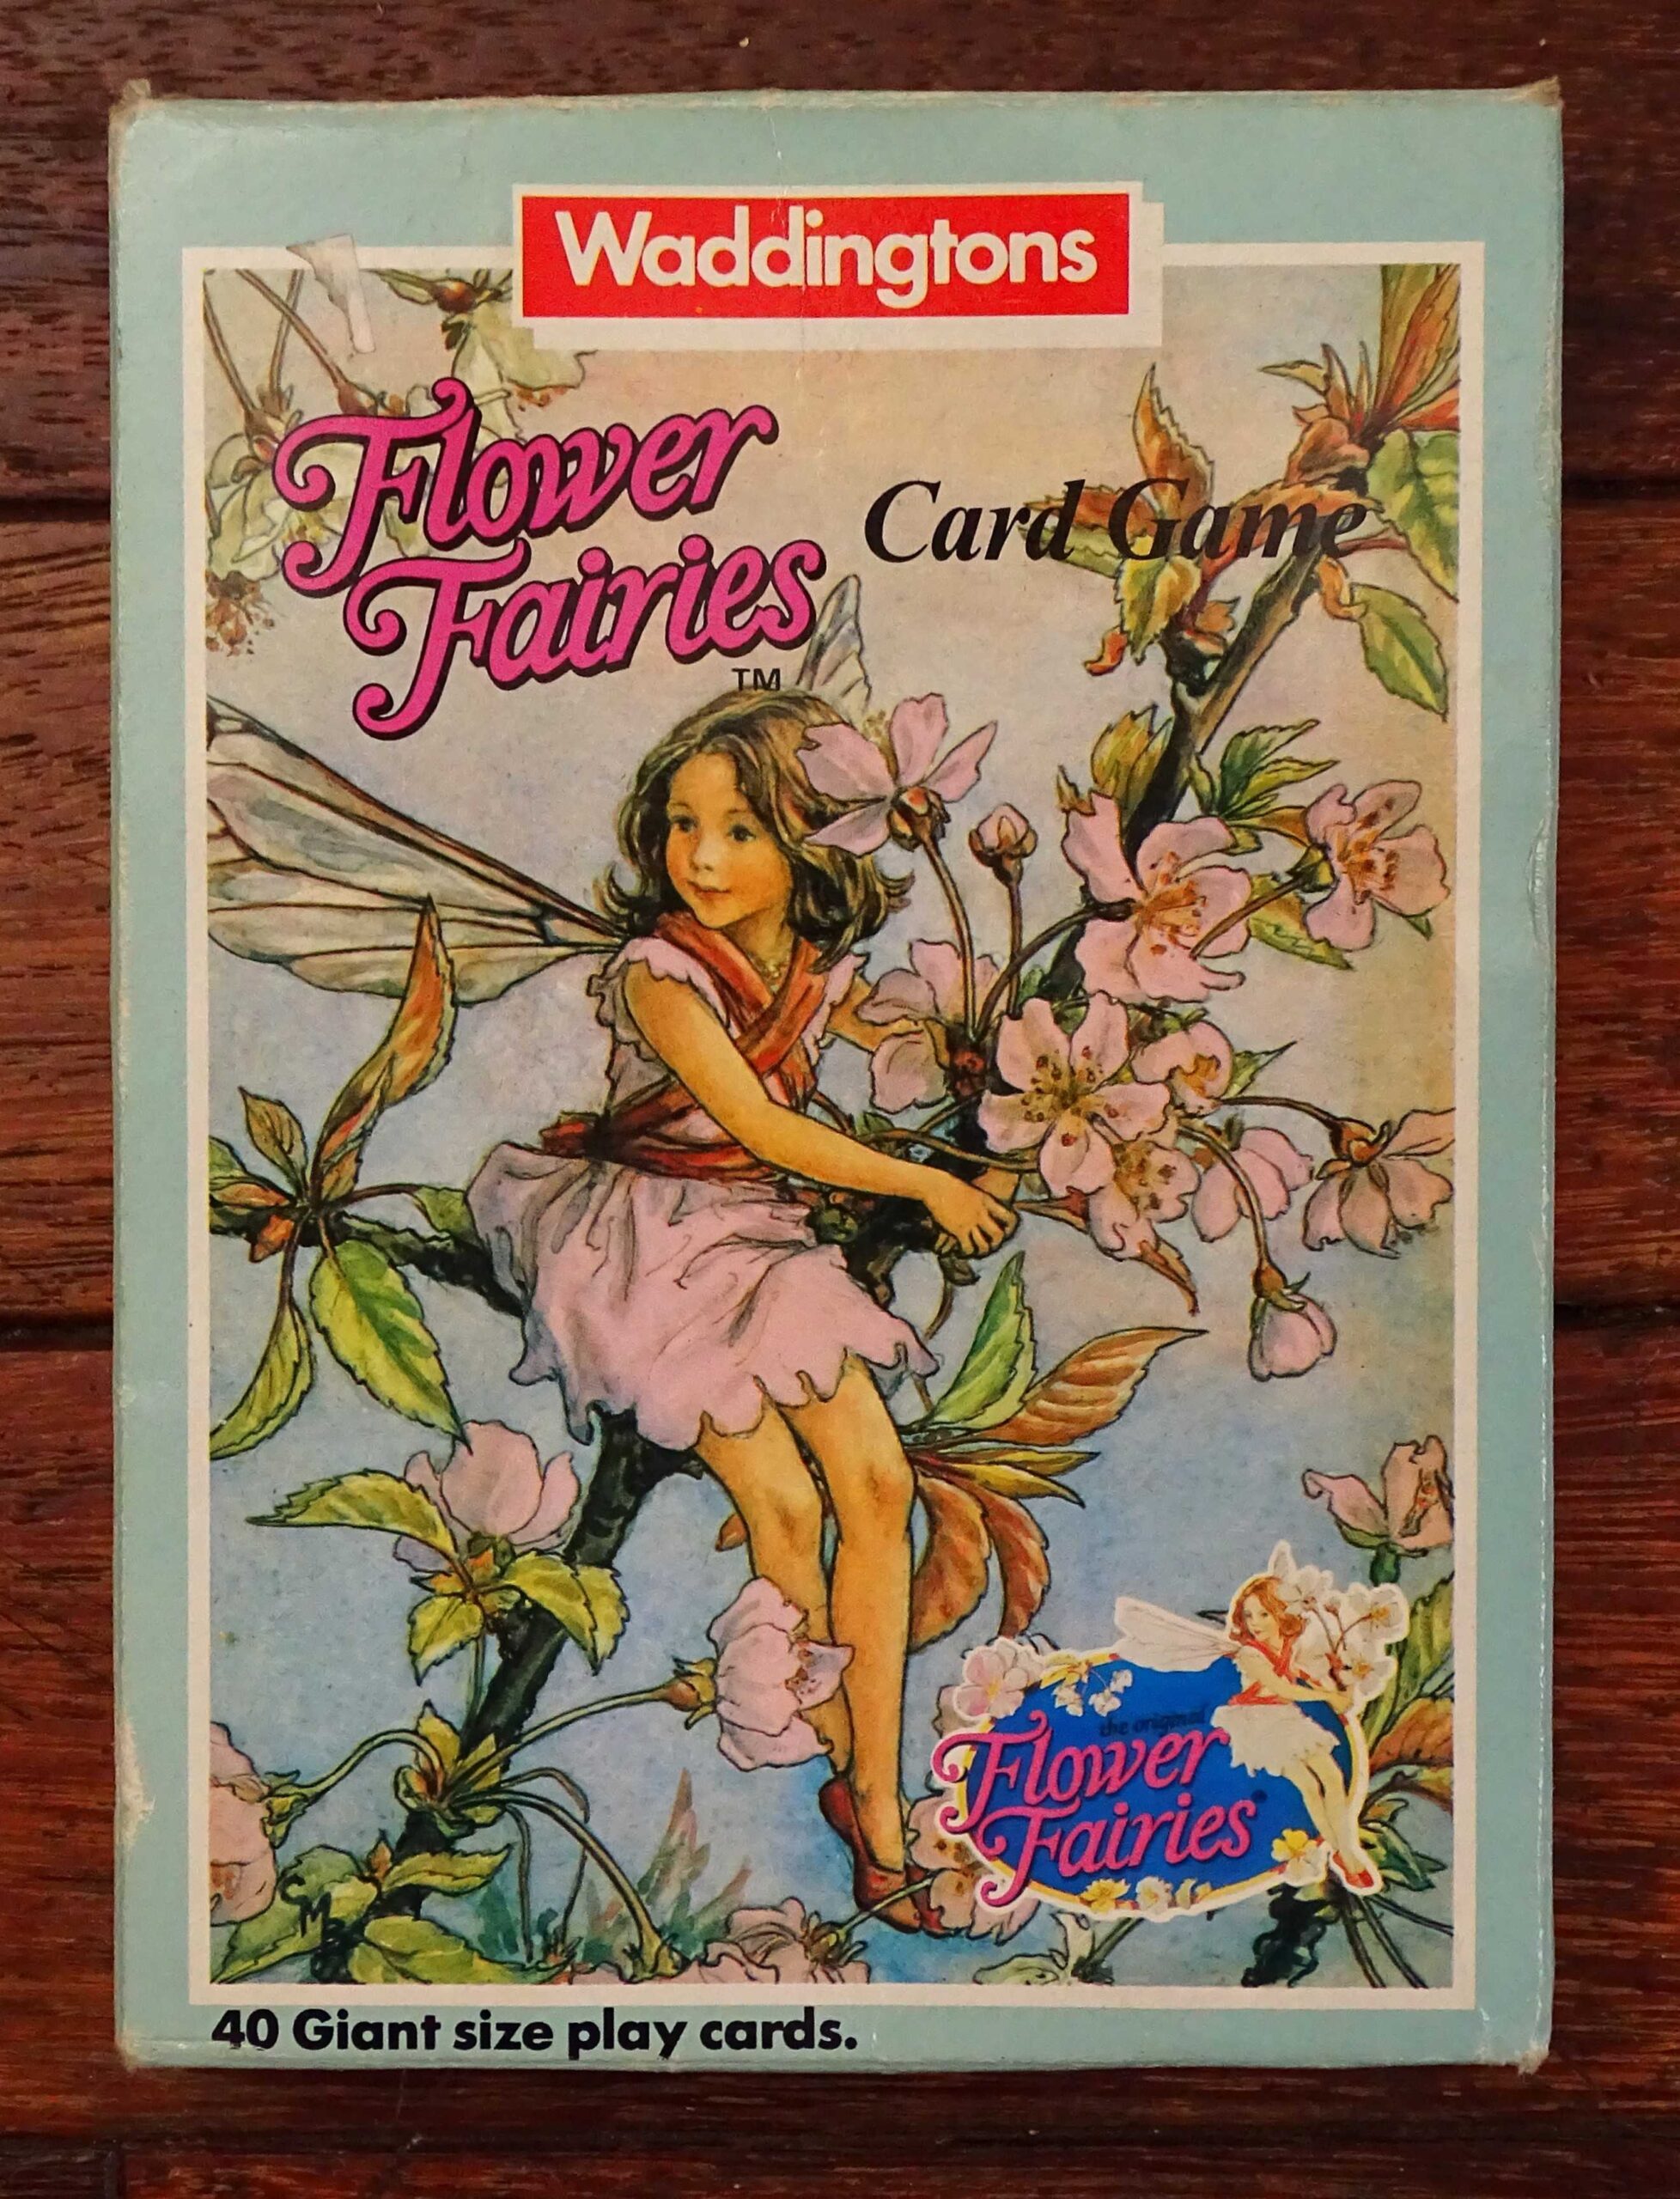 Waddingtons
Flower
Fairies
TM
Card Game
the original
Flower
Fairies
40 Giant size play cards.